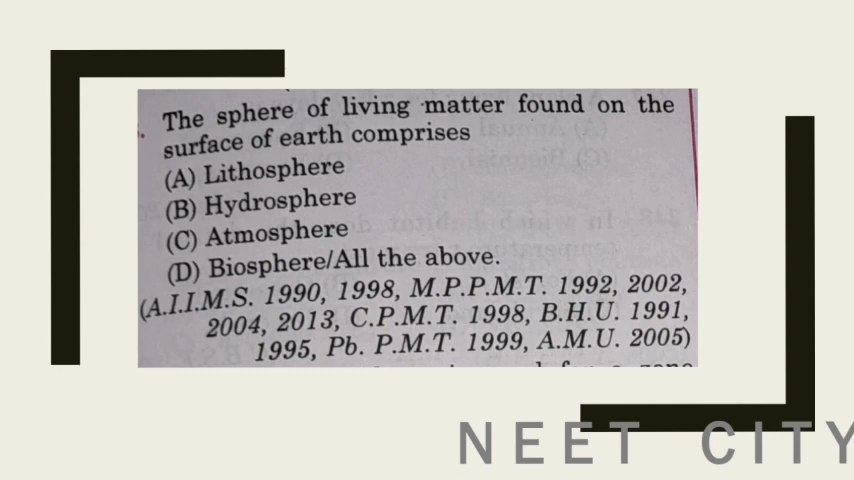 The sphere of living matter found on the
surface of earth comprises
(A) Lithosphere
(B) Hydrosphere
(C) Atmosphere
(D) Biosphere/All the above.
(A.I.I.M.S. 1990, 1998, M.P.P.M.T. 1992, 2002,
2004, 2013, C.P.M.T. 1998, B.H.U. 1991,
1995, Pb. P.M.T. 1999, A.M.U. 2005)
NEET CITY